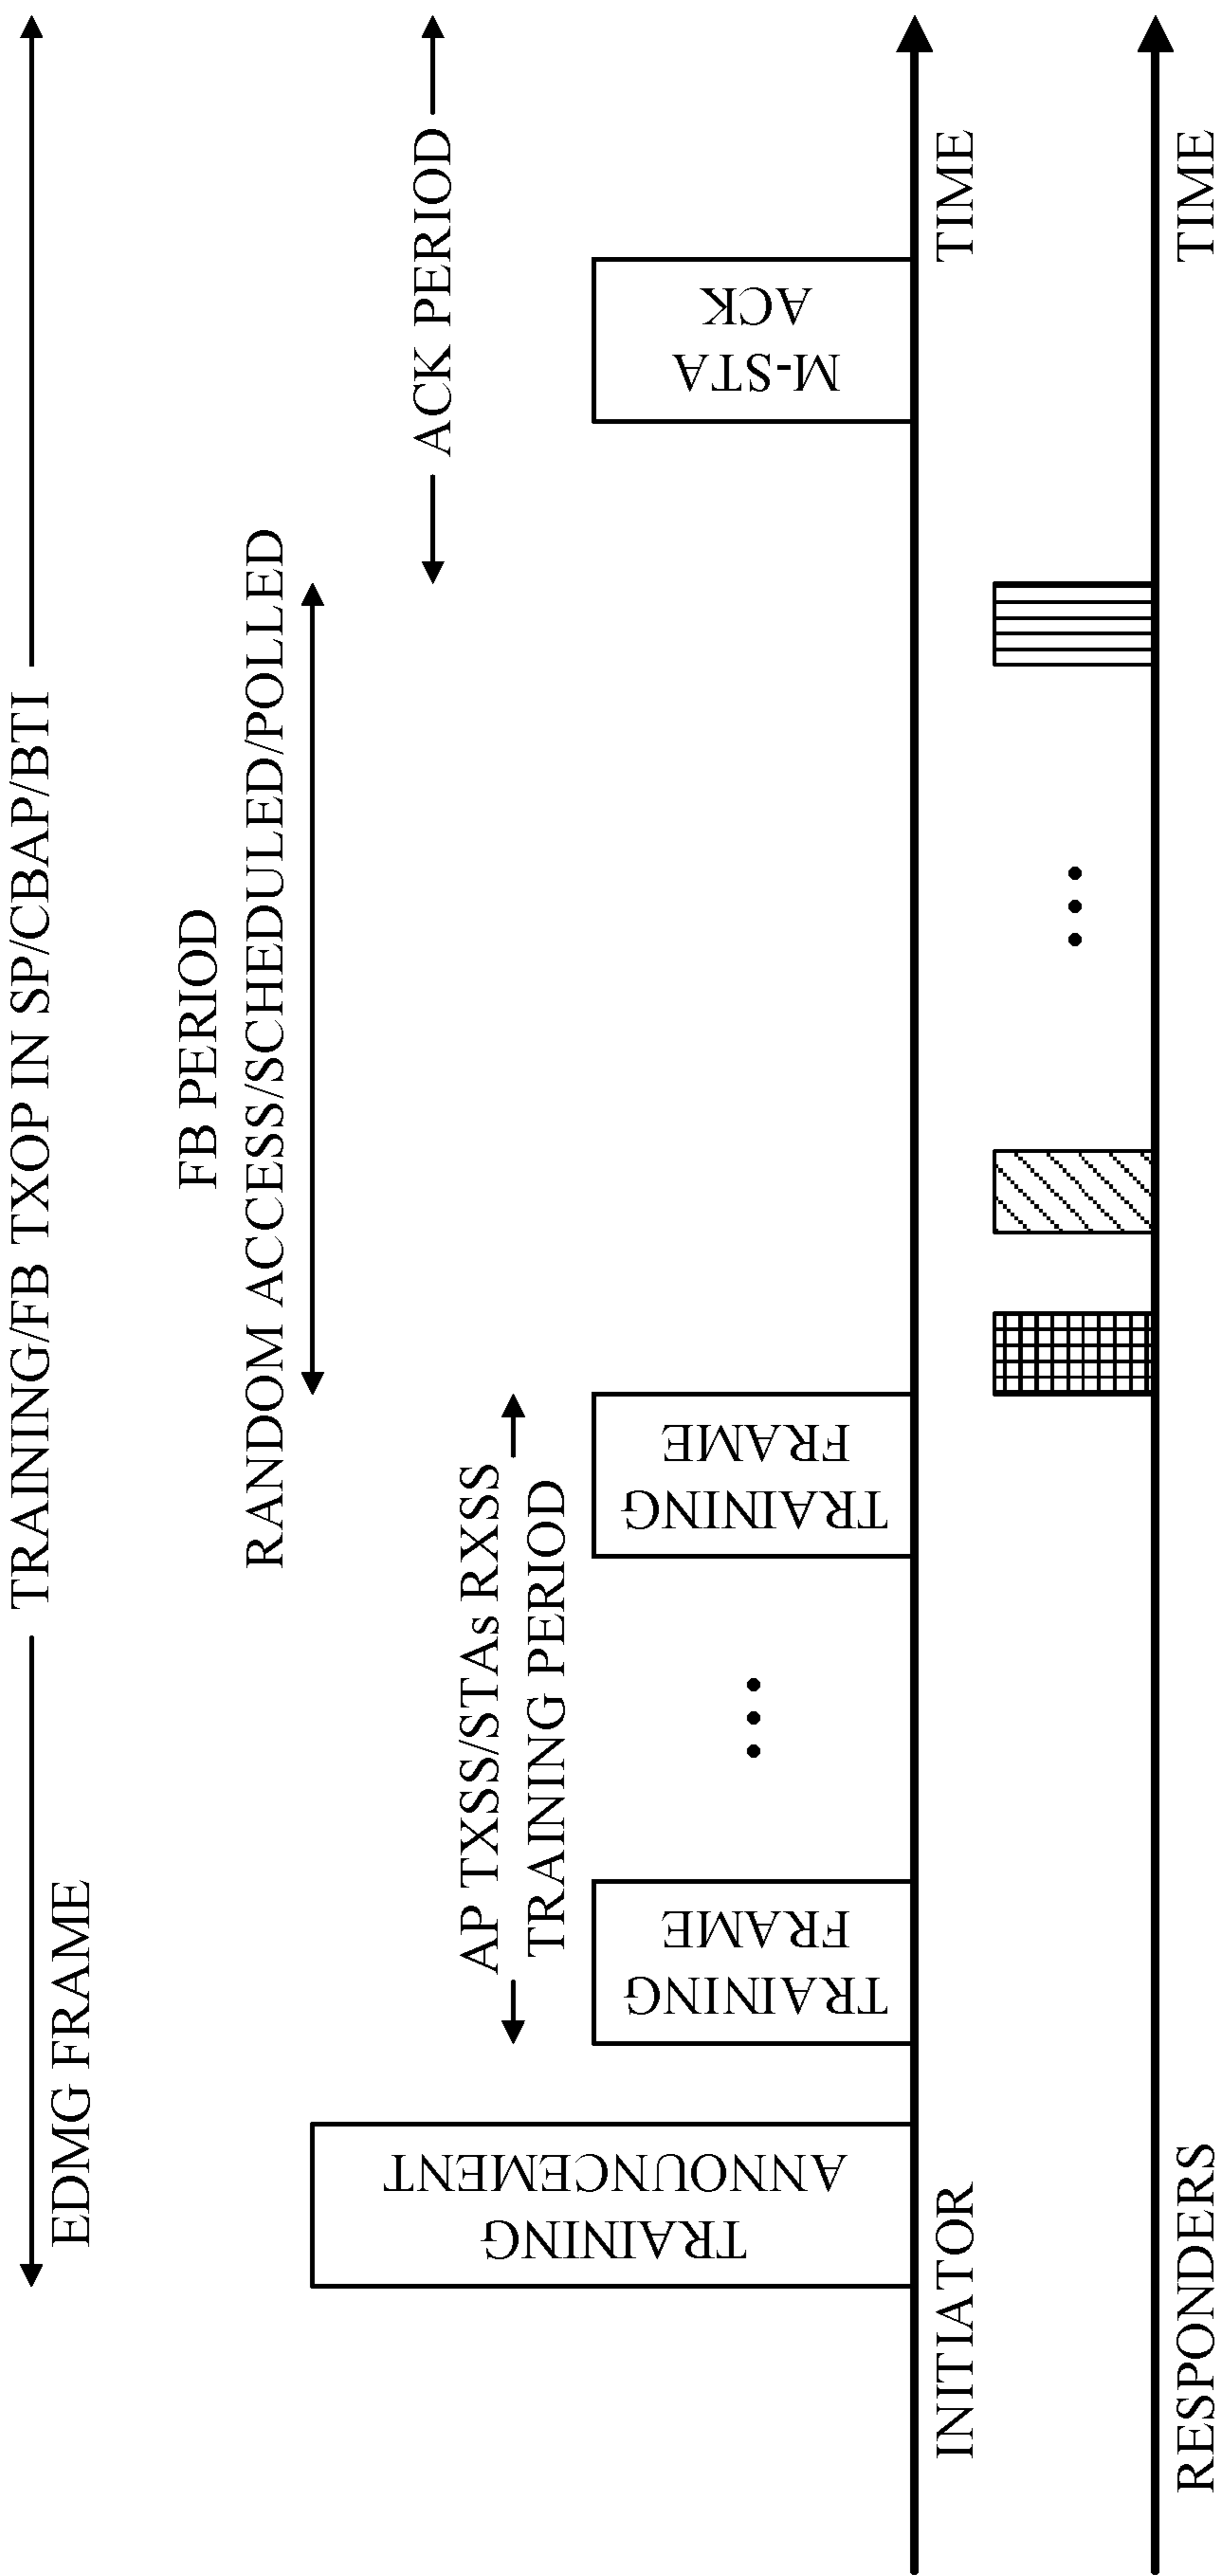 TRAINING/FB TXOP IN SP/CBAP/BTI
EDMG FRAME
FB PERIOD
RANDOM ACCESS/SCHEDULED/POLLED
ACK PERIOD
AP TXSS/STAs RXSS
TRAINING PERIOD
TRAINING
ANNOUNCEMENT
TRAINING
FRAME
•••
TRAINING
FRAME
M-STA
ACK
INITIATOR
TIME
•••
RESPONDERS
TIME